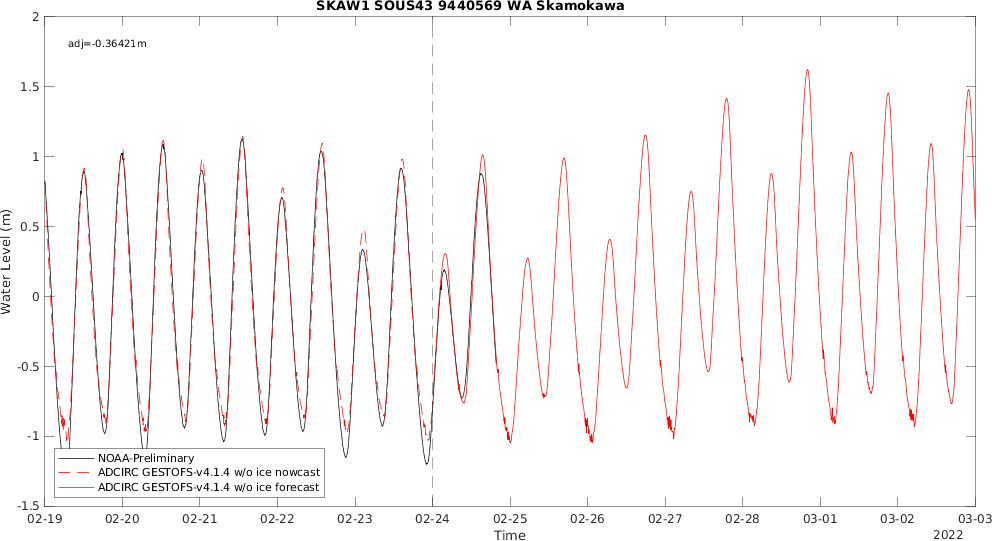 SKAW1 SOUS43 9440569 WA Skamokawa
adj=-0.36421m
Water Level (m)
2
1.5
1
0.5
0
-0.5
-1
-1.5
NOAA-Preliminary
ADCIRC GESTOFS-v4.1.4 w/o ice nowcast
ADCIRC GESTOFS-v4.1.4 w/o ice forecast
02-19 02-20 02-21 02-22 02-23 02-24 02-25 02-26 02-27 02-28 03-01 03-02 03-03
Time
2022